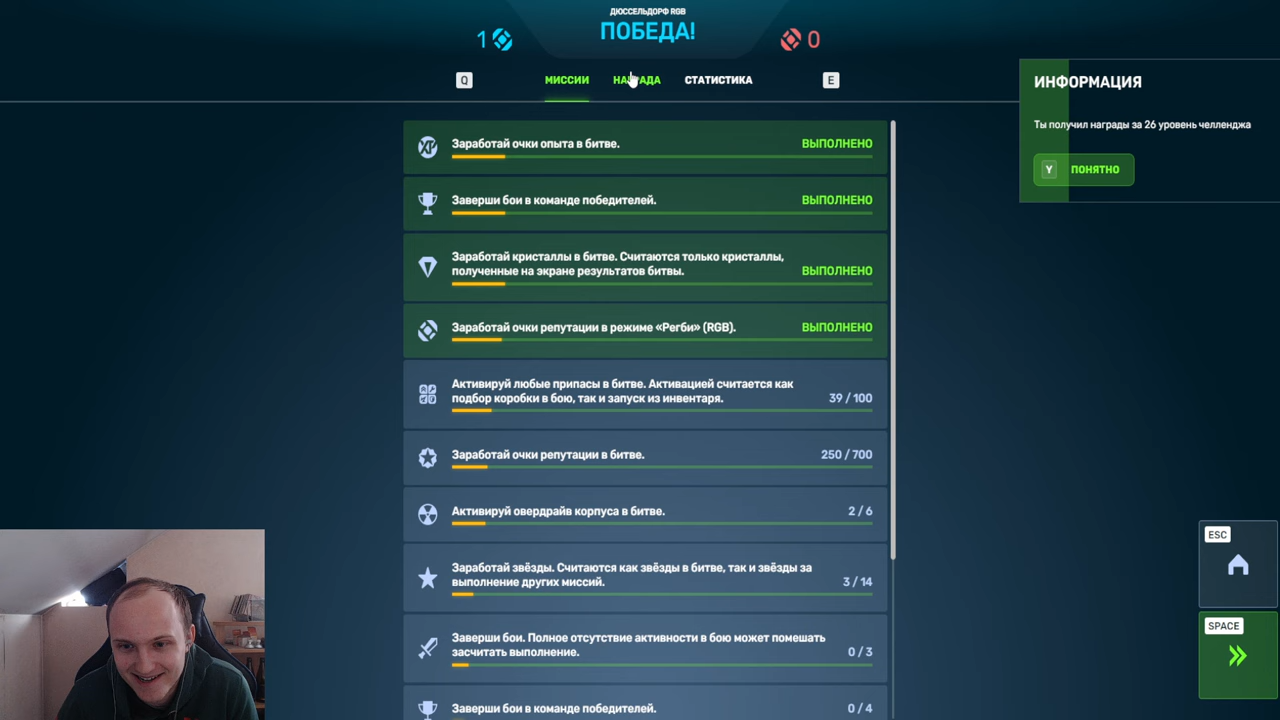 ДЮССЕЛЬДОРФ RGB
ПОБЕДА!
1
0
Q
МИССИИ
НАГРАДА
СТАТИСТИКА
E
ИНФОРМАЦИЯ
Ты получил награды за 26 уровень челленджа
Y ПОНЯТНО
Заработай очки опыта в битве.
ВЫПОЛНЕНО
Заверши бои в команде победителей.
ВЫПОЛНЕНО
Заработай кристаллы в битве. Считаются только кристаллы,
полученные на экране результатов битвы.
ВЫПОЛНЕНО
Заработай очки репутации в режиме «Регби» (RGB).
ВЫПОЛНЕНО
Активируй любые припасы в битве. Активацией считается как
подбор коробки в бою, так и запуск из инвентаря.
39 / 100
Заработай очки репутации в битве.
250 / 700
Активируй овердрайв корпуса в битве.
2 / 6
Заработай звёзды. Считаются как звёзды в битве, так и звёзды за
выполнение других миссий.
3 / 14
Заверши бои. Полное отсутствие активности в бою может помешать
засчитать выполнение.
0 / 3
Заверши бои в команде победителей.
0 / 4
ESC
SPACE